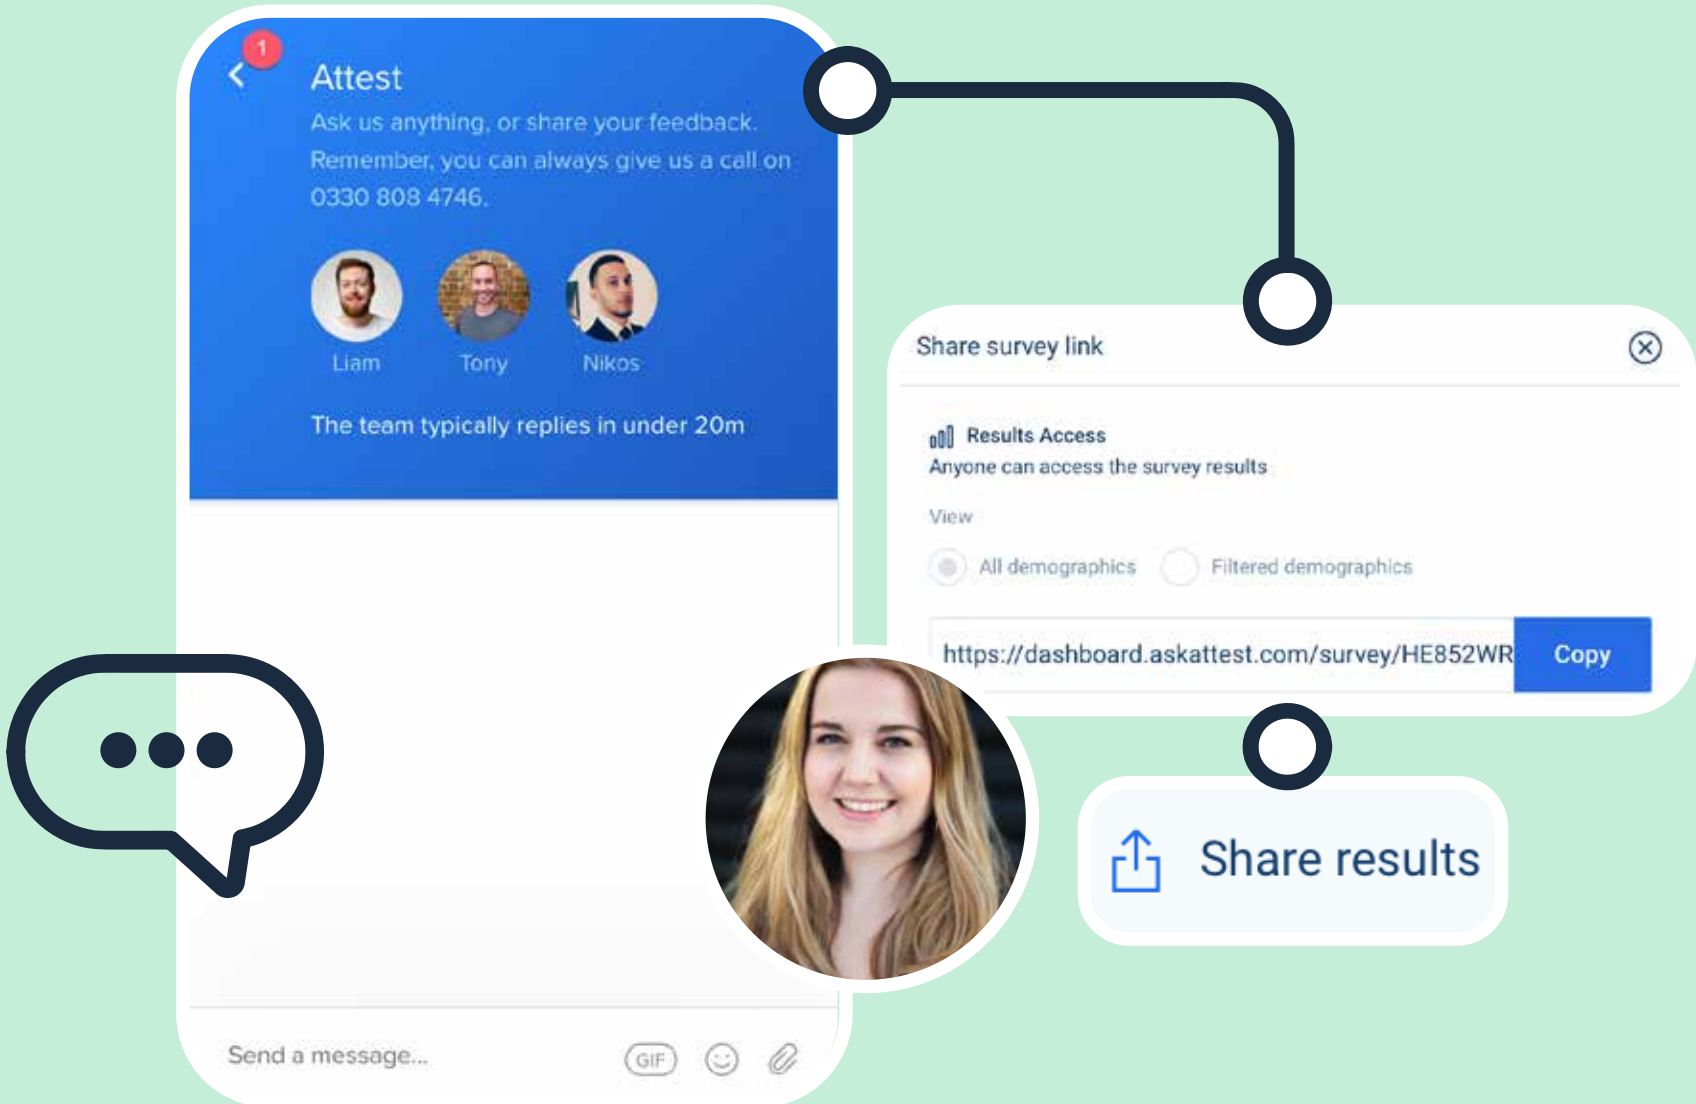 1
Attest
Ask us anything, or share your feedback.
Remember, you can always give us a call on
0330 808 4746.
Liam Tony Nikos
The team typically replies in under 20m
Send a message...
GIF
Share survey link
Results Access
Anyone can access the survey results
View
All demographics Filtered demographics
https://dashboard.askattest.com/survey/HE852WR Copy
Share results